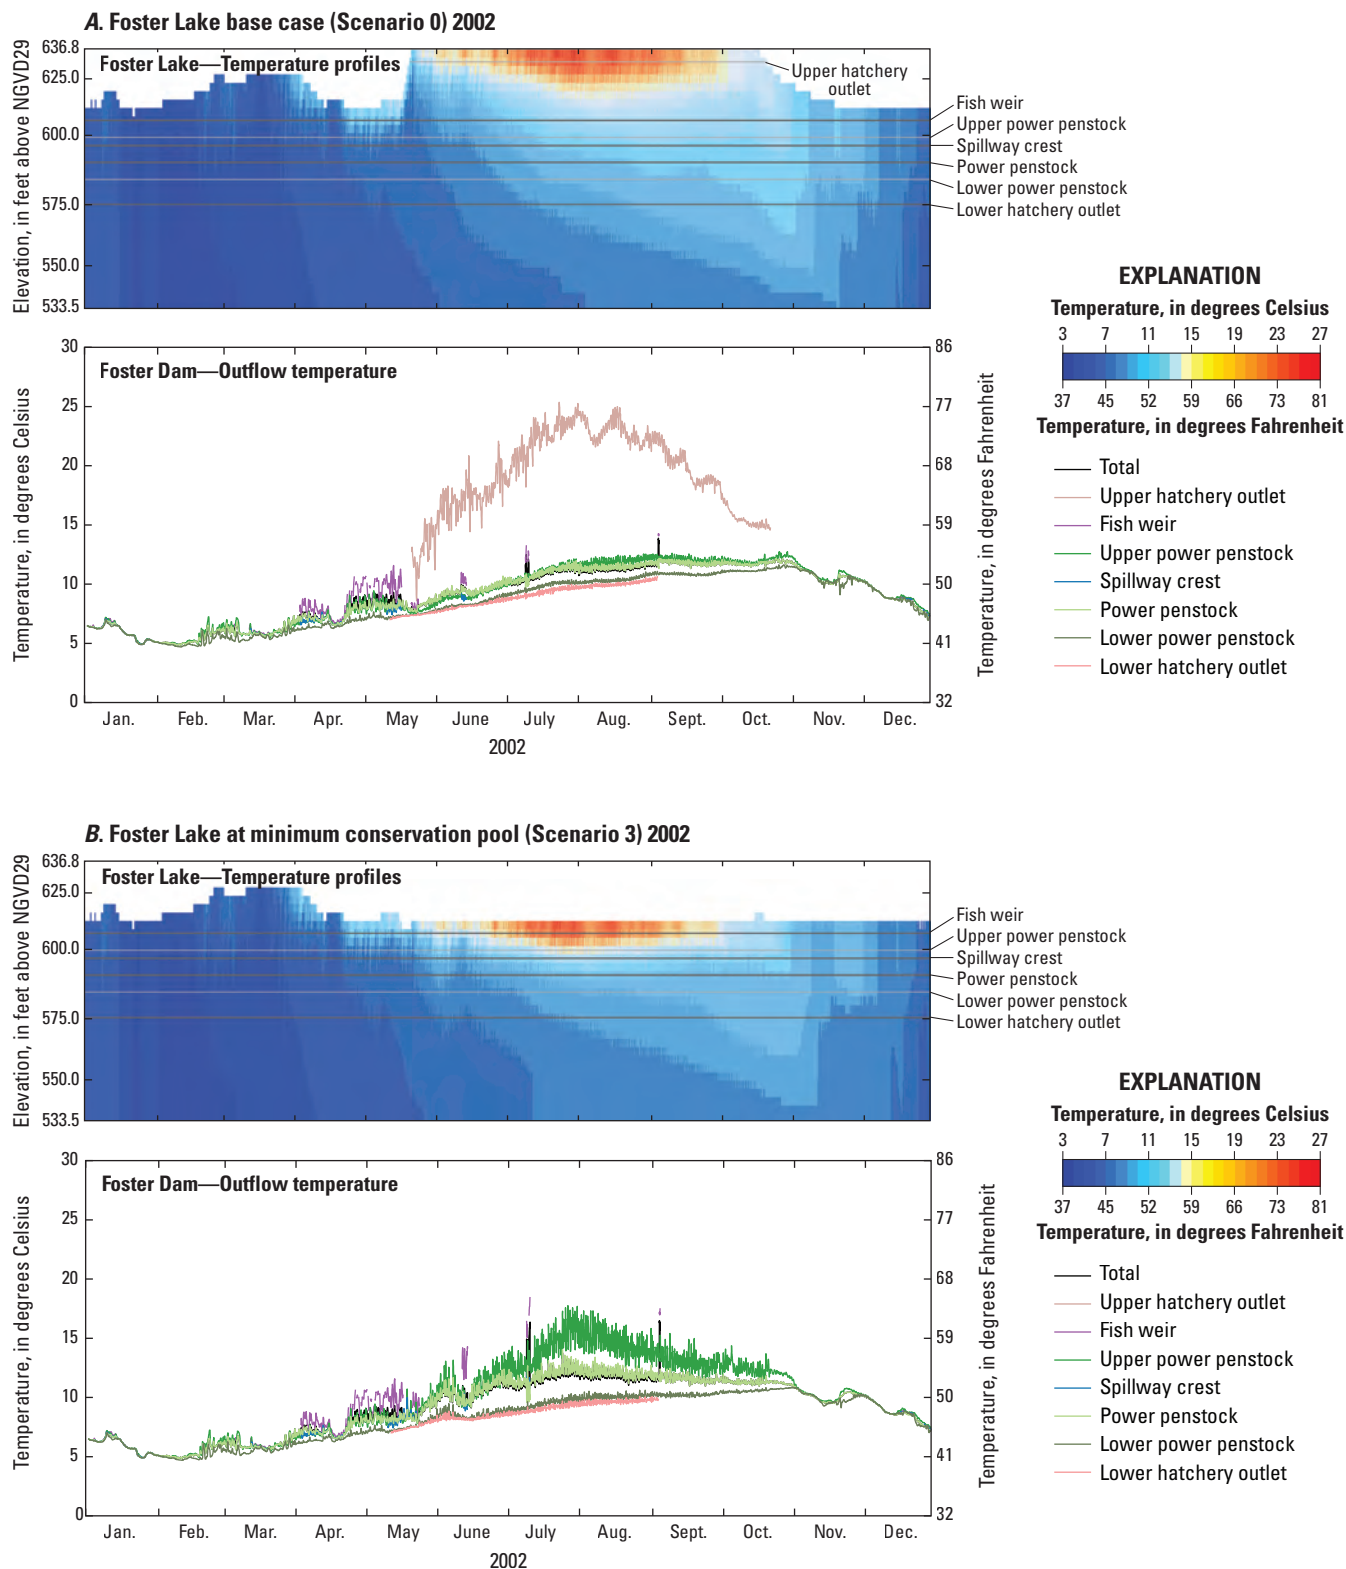 A. Foster Lake base case (Scenario 0) 2002
636.8
625.0
600.0
575.0
550.0
533.5
Elevation, in feet above NGVD29
Foster Lake—Temperature profiles
Upper hatchery
outlet
Fish weir
Upper power penstock
Spillway crest
Power penstock
Lower power penstock
Lower hatchery outlet
EXPLANATION
Temperature, in degrees Celsius
3 7 11 15 19 23 27
37 45 52 59 66 73 81
Temperature, in degrees Fahrenheit
Total
Upper hatchery outlet
Fish weir
Upper power penstock
Spillway crest
Power penstock
Lower power penstock
Lower hatchery outlet
Foster Dam—Outflow temperature
30
25
20
15
10
5
0
Temperature, in degrees Celsius
86
77
68
59
50
41
32
Temperature, in degrees Fahrenheit
Jan. Feb. Mar. Apr. May June July Aug. Sept. Oct. Nov. Dec.
2002
B. Foster Lake at minimum conservation pool (Scenario 3) 2002
636.8
625.0
600.0
575.0
550.0
533.5
Elevation, in feet above NGVD29
Foster Lake—Temperature profiles
Fish weir
Upper power penstock
Spillway crest
Power penstock
Lower power penstock
Lower hatchery outlet
EXPLANATION
Temperature, in degrees Celsius
3 7 11 15 19 23 27
37 45 52 59 66 73 81
Temperature, in degrees Fahrenheit
Total
Upper hatchery outlet
Fish weir
Upper power penstock
Spillway crest
Power penstock
Lower power penstock
Lower hatchery outlet
Foster Dam—Outflow temperature
30
25
20
15
10
5
0
Temperature, in degrees Celsius
86
77
68
59
50
41
32
Temperature, in degrees Fahrenheit
Jan. Feb. Mar. Apr. May June July Aug. Sept. Oct. Nov. Dec.
2002